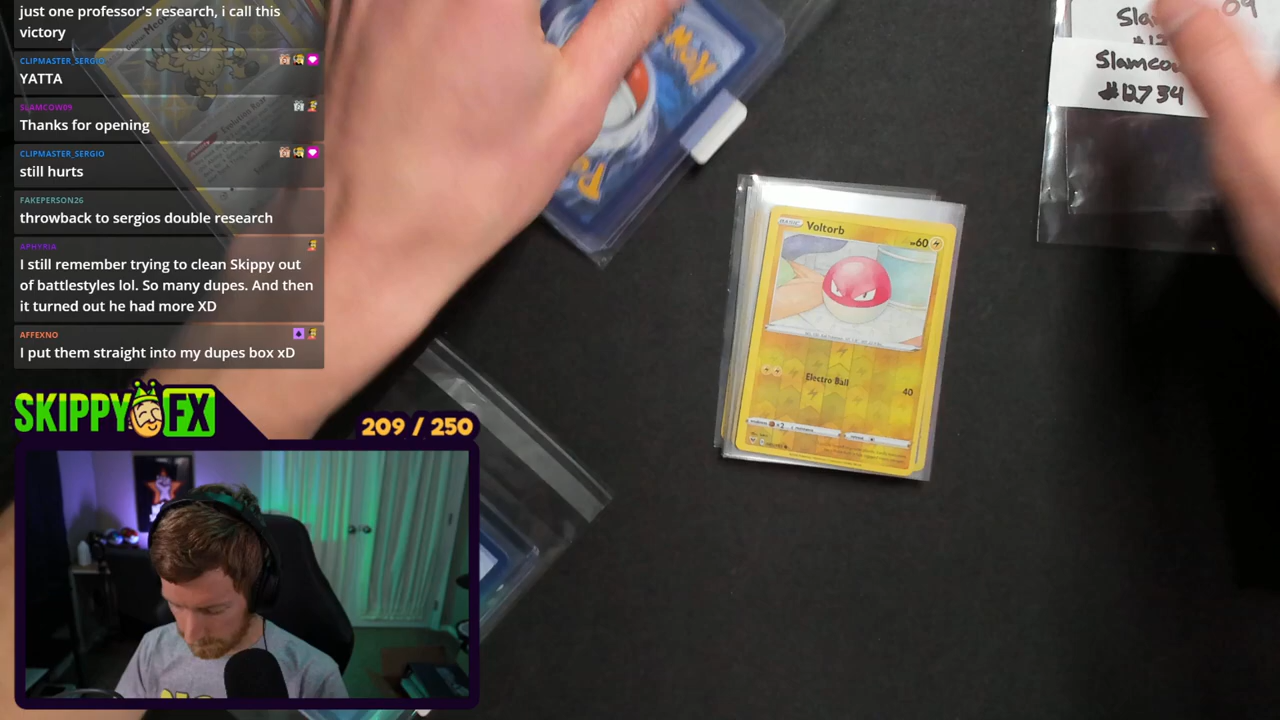 just one professor's research, i call this
victory
CLIPMASTER_SERGIO
YATTA
SLAMCOW09
Thanks for opening
CLIPMASTER_SERGIO
still hurts
FAKEPERSON26
throwback to sergios double research
APHYRIA
I still remember trying to clean Skippy out
of battlestyles lol. So many dupes. And then
it turned out he had more XD
AFFEXNO
I put them straight into my dupes box xD
SKIPPY FX
209 / 250
BASIC
Voltorb
60
Electro Ball
40
#12734